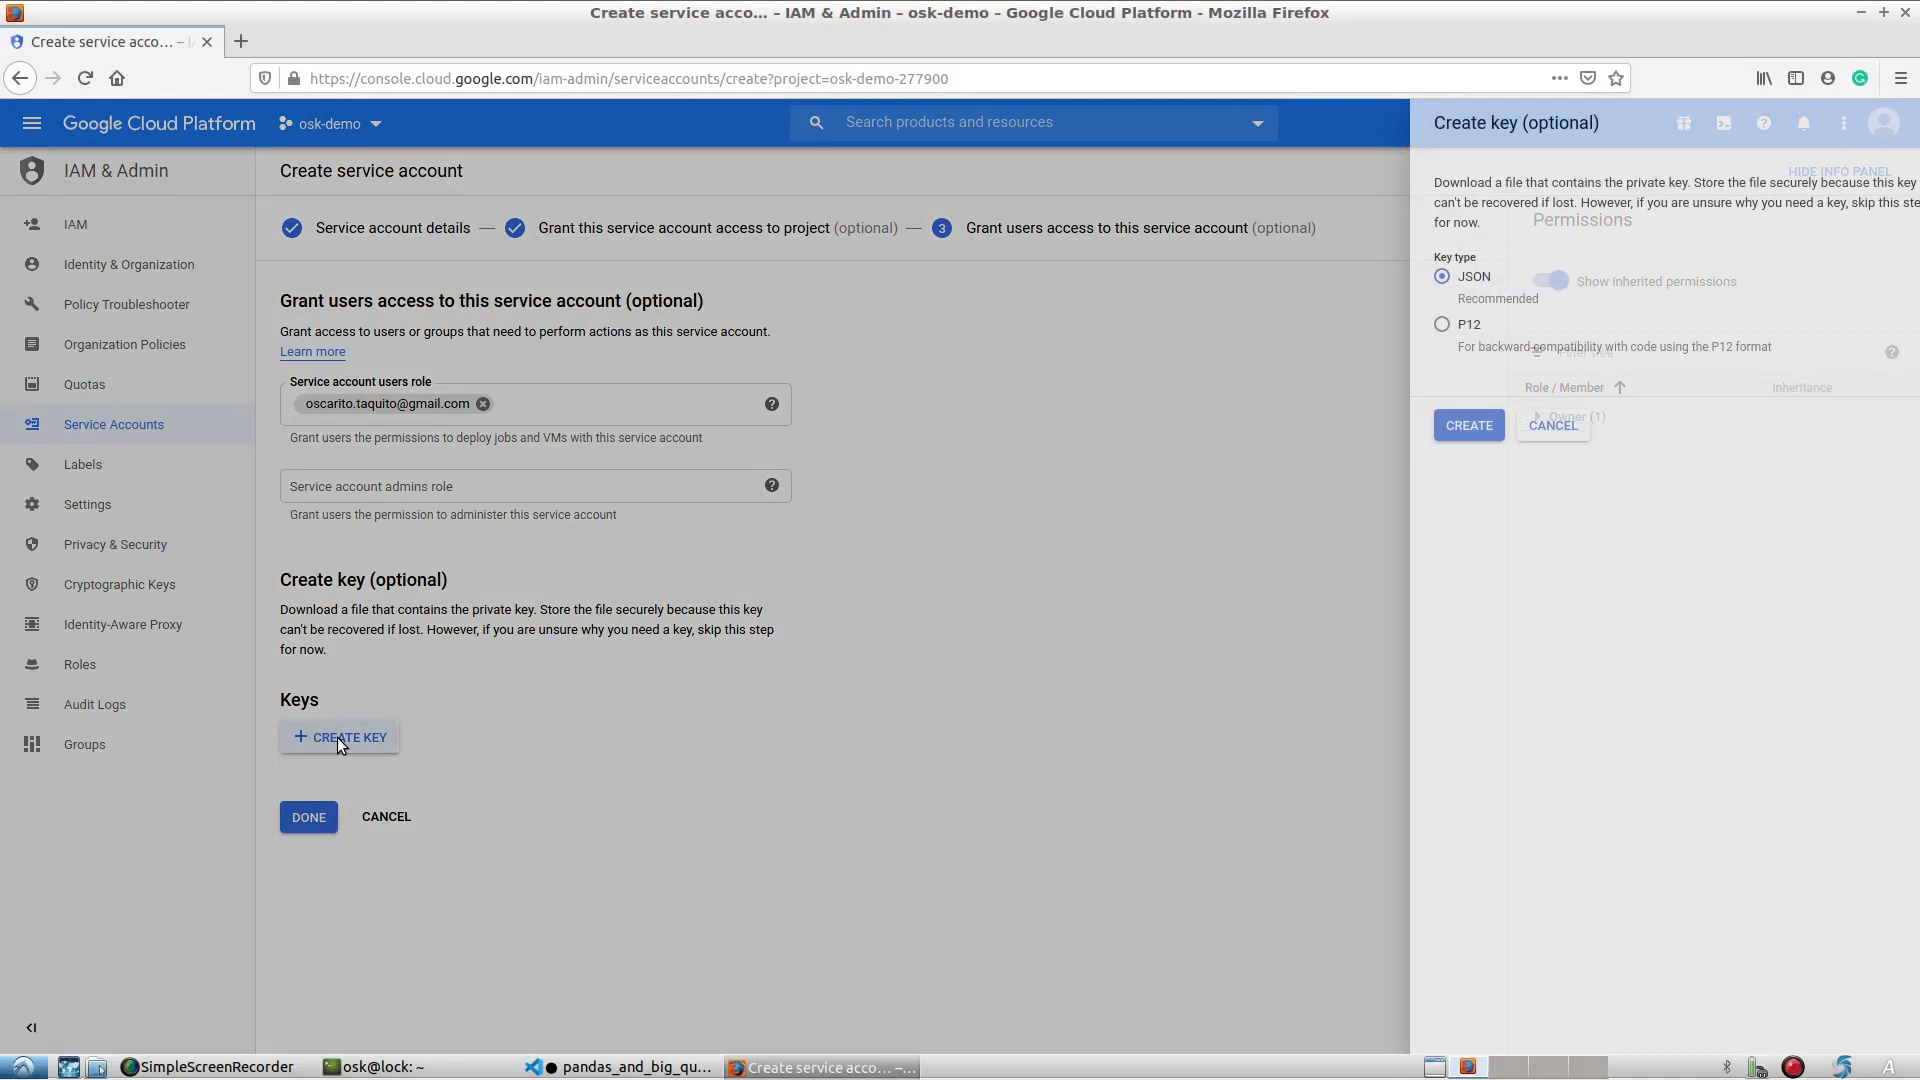 Create service acco… – IAM & Admin – osk-demo – Google Cloud Platform - Mozilla Firefox
Create service acco… – I
https://console.cloud.google.com/iam-admin/serviceaccounts/create?project=osk-demo-277900
Google Cloud Platform
osk-demo
Search products and resources
Create key (optional)
IAM & Admin
IAM
Identity & Organization
Policy Troubleshooter
Organization Policies
Quotas
Service Accounts
Labels
Settings
Privacy & Security
Cryptographic Keys
Identity-Aware Proxy
Roles
Audit Logs
Groups
Create service account
Service account details — Grant this service account access to project (optional) — 3 Grant users access to this service account (optional)
Grant users access to this service account (optional)
Grant access to users or groups that need to perform actions as this service account.
Learn more
Service account users role
oscarito.taquito@gmail.com
Grant users the permissions to deploy jobs and VMs with this service account
Service account admins role
Grant users the permission to administer this service account
Create key (optional)
Download a file that contains the private key. Store the file securely because this key
can't be recovered if lost. However, if you are unsure why you need a key, skip this step
for now.
Keys
+ CREATE KEY
DONE
CANCEL
HIDE INFO PANEL
Download a file that contains the private key. Store the file securely because this key
can't be recovered if lost. However, if you are unsure why you need a key, skip this ste
for now.
Permissions
Key type
JSON
Recommended
Show inherited permissions
P12
For backward compatibility with code using the P12 format
Filter tree
Role / Member
Inheritance
Owner (1)
CREATE
CANCEL
SimpleScreenRecorder
osk@lock: ~
● pandas_and_big_qu...
Create service acco… –...